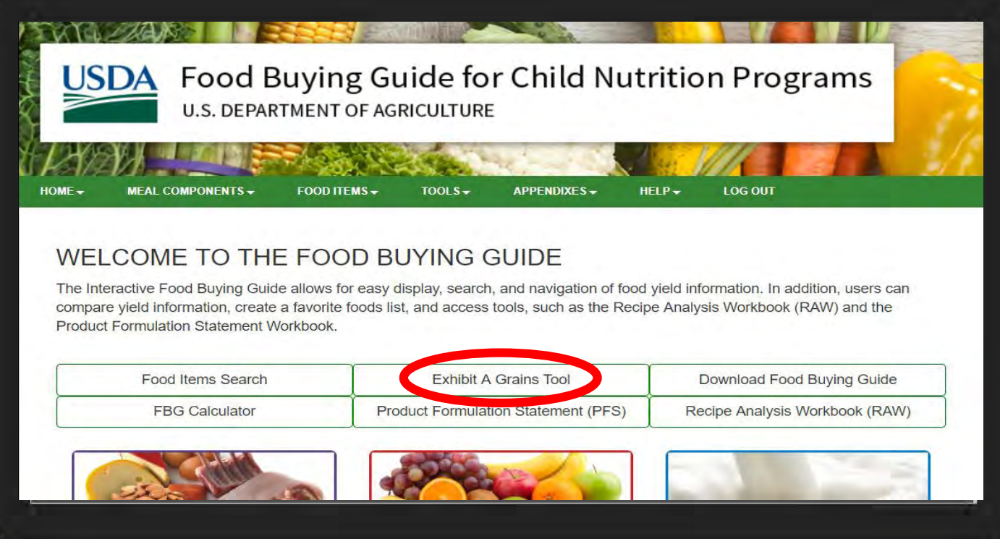 USDA
Food Buying Guide for Child Nutrition Programs
U.S. DEPARTMENT OF AGRICULTURE
HOME MEAL COMPONENTS FOOD ITEMS TOOLS APPENDIXES HELP LOG OUT
WELCOME TO THE FOOD BUYING GUIDE
The Interactive Food Buying Guide allows for easy display, search, and navigation of food yield information. In addition, users can
compare yield information, create a favorite foods list, and access tools, such as the Recipe Analysis Workbook (RAW) and the
Product Formulation Statement Workbook.
Food Items Search Exhibit A Grains Tool Download Food Buying Guide
FBG Calculator Product Formulation Statement (PFS) Recipe Analysis Workbook (RAW)